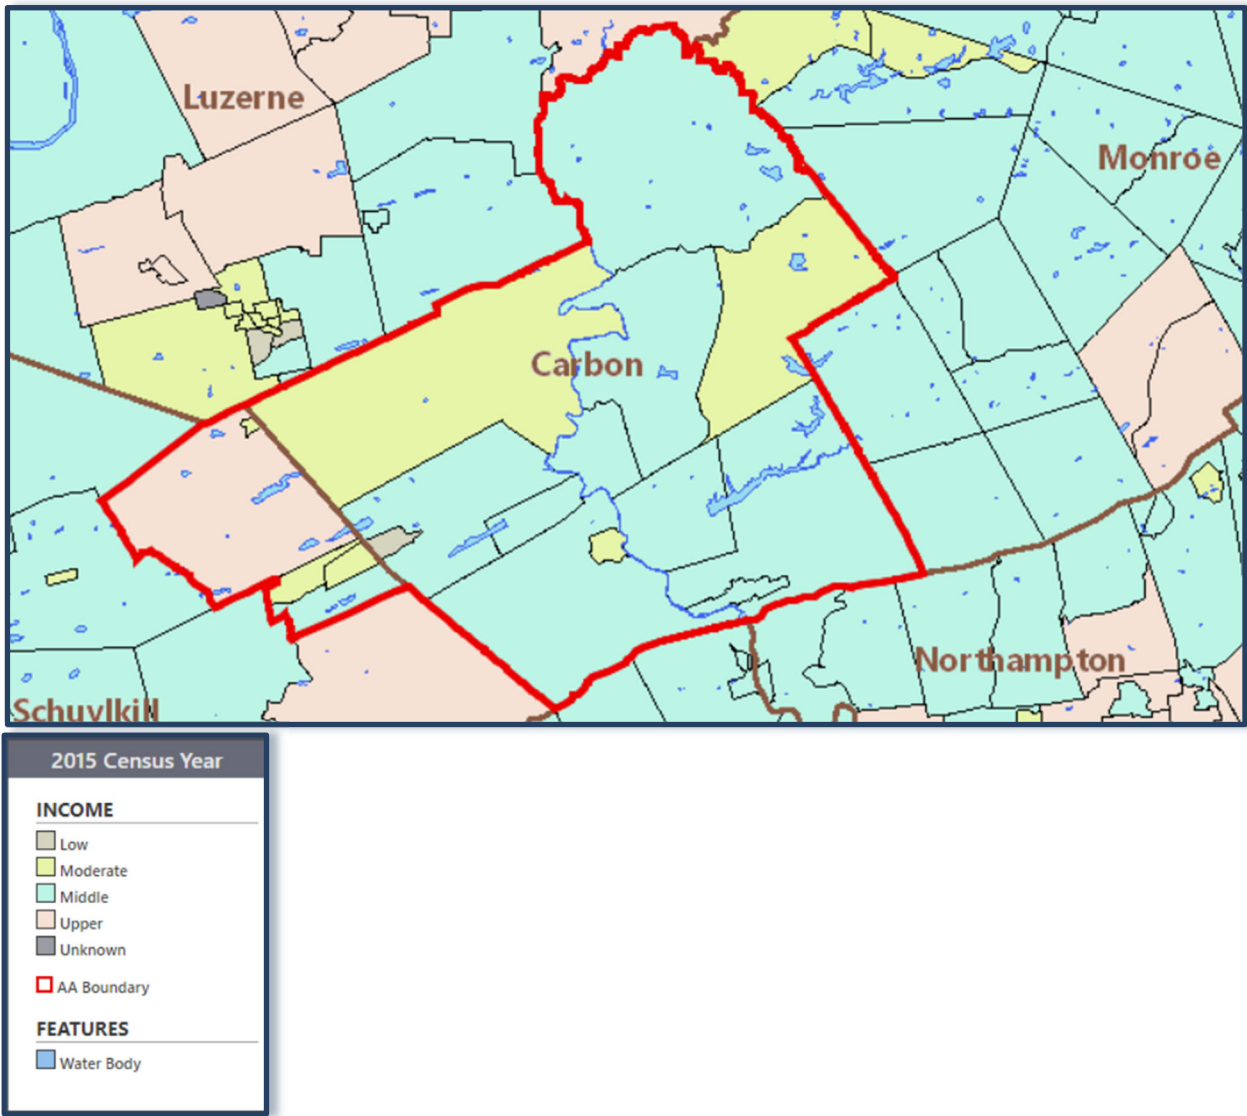 Luzerne
Monroe
Carbon
Northampton
Schuylkill
2015 Census Year
INCOME
Low
Moderate
Middle
Upper
Unknown
AA Boundary
FEATURES
Water Body